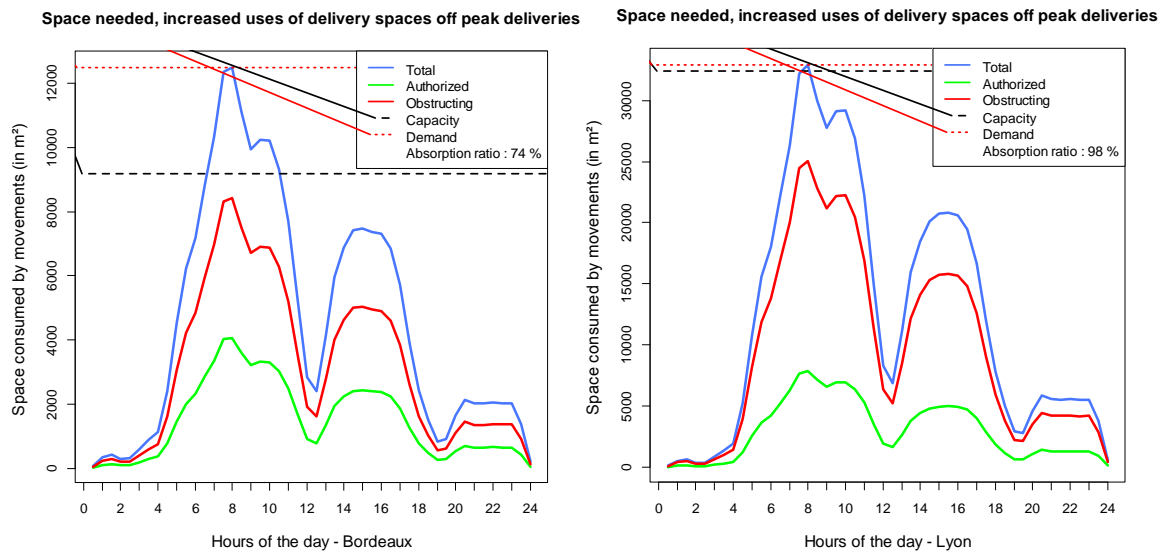 Space needed, increased uses of delivery spaces off peak deliveries
Space consumed by movements (in m²)
12000
10000
8000
6000
4000
2000
0
Total
Authorized
Obstructing
Capacity
Demand
Absorption ratio : 74 %
0 2 4 6 8 10 12 14 16 18 20 22 24
Hours of the day - Bordeaux
Space needed, increased uses of delivery spaces off peak deliveries
Space consumed by movements (in m²)
30000
25000
20000
15000
10000
5000
0
Total
Authorized
Obstructing
Capacity
Demand
Absorption ratio : 98 %
0 2 4 6 8 10 12 14 16 18 20 22 24
Hours of the day - Lyon